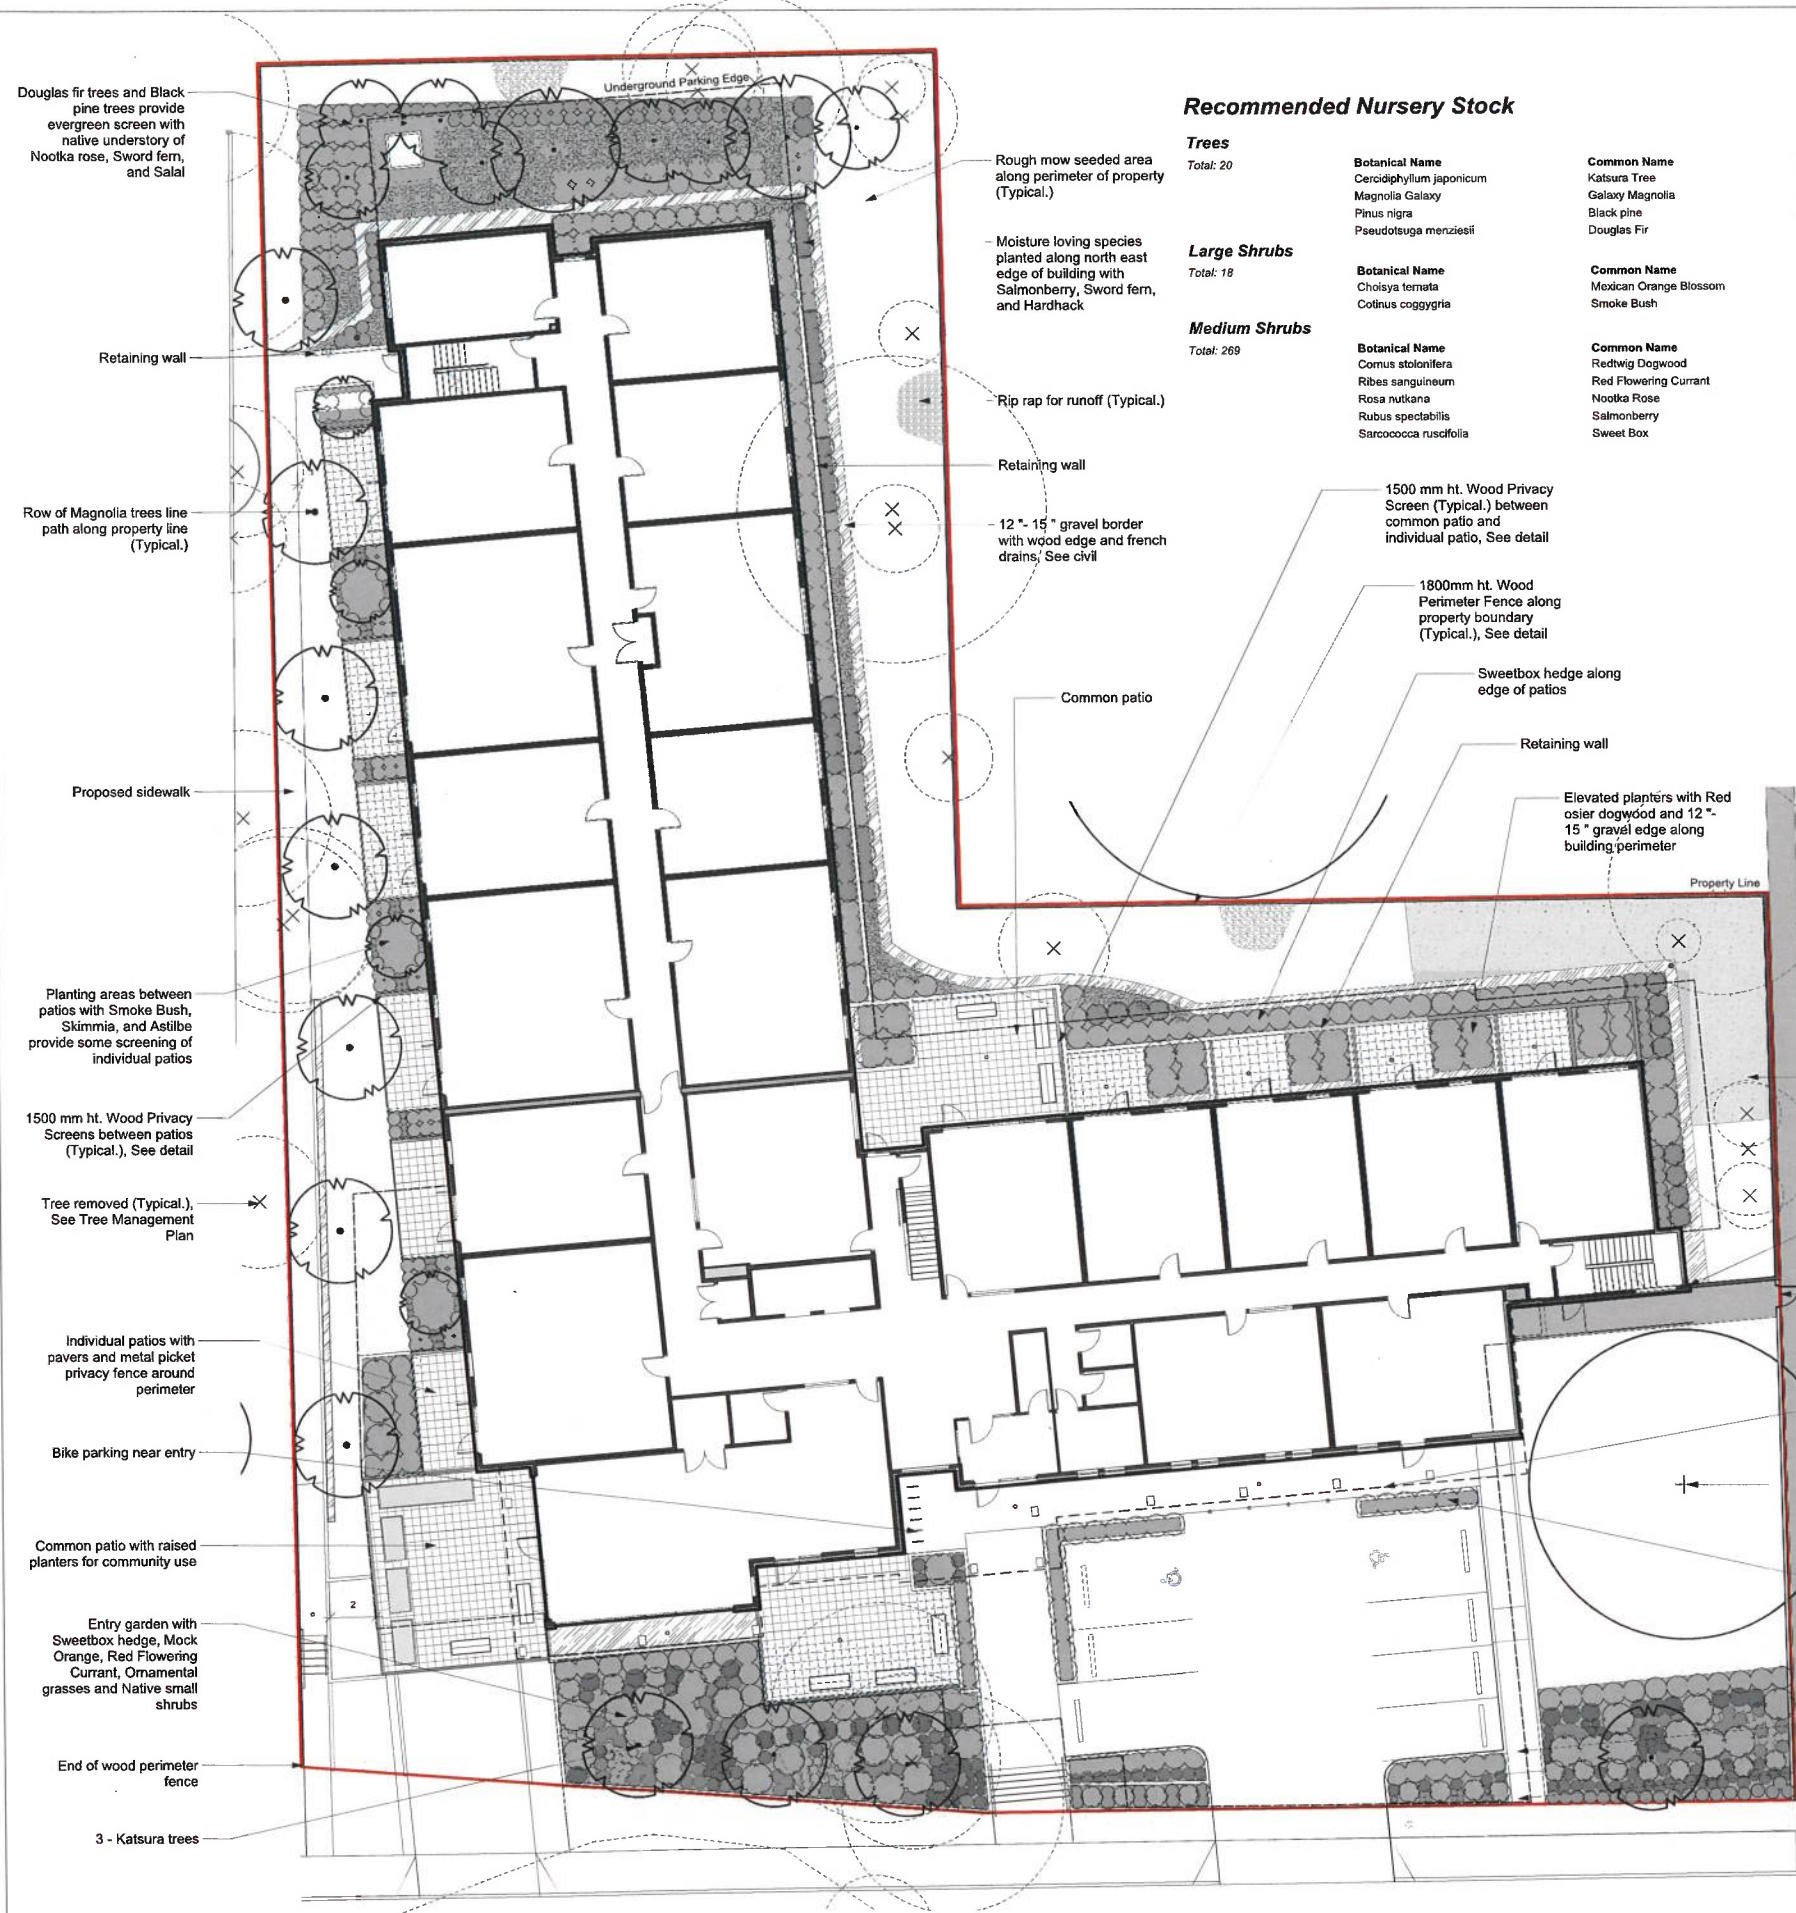 Douglas fir trees and Black
pine trees provide
evergreen screen with
native understory of
Nootka rose, Sword fern,
and Salal
Retaining wall
Row of Magnolia trees line
path along property line
(Typical.)
Proposed sidewalk
Planting areas between
patios with Smoke Bush,
Skimmia, and Astilbe
provide some screening of
individual patios
1500 mm ht. Wood Privacy
Screens between patios
(Typical.), See detail
Tree removed (Typical.),
See Tree Management
Plan
Individual patios with
pavers and metal picket
privacy fence around
perimeter
Bike parking near entry
Common patio with raised
planters for community use
Entry garden with
Sweetbox hedge, Mock
Orange, Red Flowering
Currant, Ornamental
grasses and Native small
shrubs
End of wood perimeter
fence
3 - Katsura trees
2
Underground Parking Edge
Rough mow seeded area
along perimeter of property
(Typical.)
Moisture loving species
planted along north east
edge of building with
Salmonberry, Sword fern,
and Hardhack
Rip rap for runoff (Typical.)
Retaining wall
12 "- 15 " gravel border
with wood edge and french
drains, See civil
Common patio
Recommended Nursery Stock
Trees
Total: 20
Botanical Name Common Name
Cercidiphyllum japonicum Katsura Tree
Magnolia Galaxy Galaxy Magnolia
Pinus nigra Black pine
Pseudotsuga menziesii Douglas Fir
Large Shrubs
Total: 18
Botanical Name Common Name
Choisya ternata Mexican Orange Blossom
Cotinus coggygria Smoke Bush
Medium Shrubs
Total: 269
Botanical Name Common Name
Cornus stolonifera Redtwig Dogwood
Ribes sanguineum Red Flowering Currant
Rosa nutkana Nootka Rose
Rubus spectabilis Salmonberry
Sarcococca ruscifolia Sweet Box
1500 mm ht. Wood Privacy
Screen (Typical.) between
common patio and
individual patio, See detail
1800mm ht. Wood
Perimeter Fence along
property boundary
(Typical.), See detail
Sweetbox hedge along
edge of patios
Retaining wall
Elevated planters with Red
osier dogwood and 12 "-
15 " gravel edge along
building perimeter
Property Line